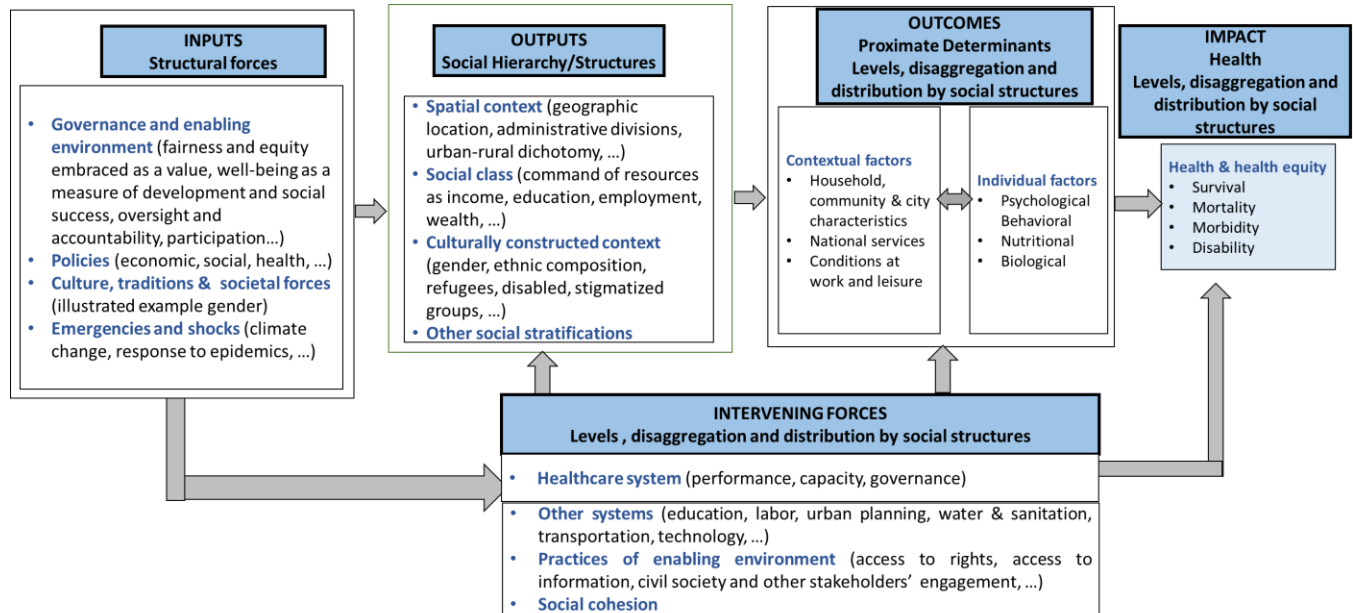 INPUTS
Structural forces
• Governance and enabling
environment (fairness and equity
embraced as a value, well-being as a
measure of development and social
success, oversight and
accountability, participation...)
• Policies (economic, social, health, ...)
• Culture, traditions & societal forces
(illustrated example gender)
• Emergencies and shocks (climate
change, response to epidemics, ...)
OUTPUTS
Social Hierarchy/Structures
• Spatial context (geographic
location, administrative divisions,
urban-rural dichotomy, ...)
• Social class (command of resources
as income, education, employment,
wealth, ...)
• Culturally constructed context
(gender, ethnic composition,
refugees, disabled, stigmatized
groups, ...)
• Other social stratifications
OUTCOMES
Proximate Determinants
Levels, disaggregation and
distribution by social structures
Contextual factors
• Household,
community & city
characteristics
• National services
• Conditions at
work and leisure
Individual factors
• Psychological
Behavioral
• Nutritional
• Biological
IMPACT
Health
Levels, disaggregation and
distribution by social
structures
Health & health equity
• Survival
• Mortality
• Morbidity
• Disability
INTERVENING FORCES
Levels , disaggregation and distribution by social structures
• Healthcare system (performance, capacity, governance)
• Other systems (education, labor, urban planning, water & sanitation,
transportation, technology, ...)
• Practices of enabling environment (access to rights, access to
information, civil society and other stakeholders' engagement, ...)
• Social cohesion